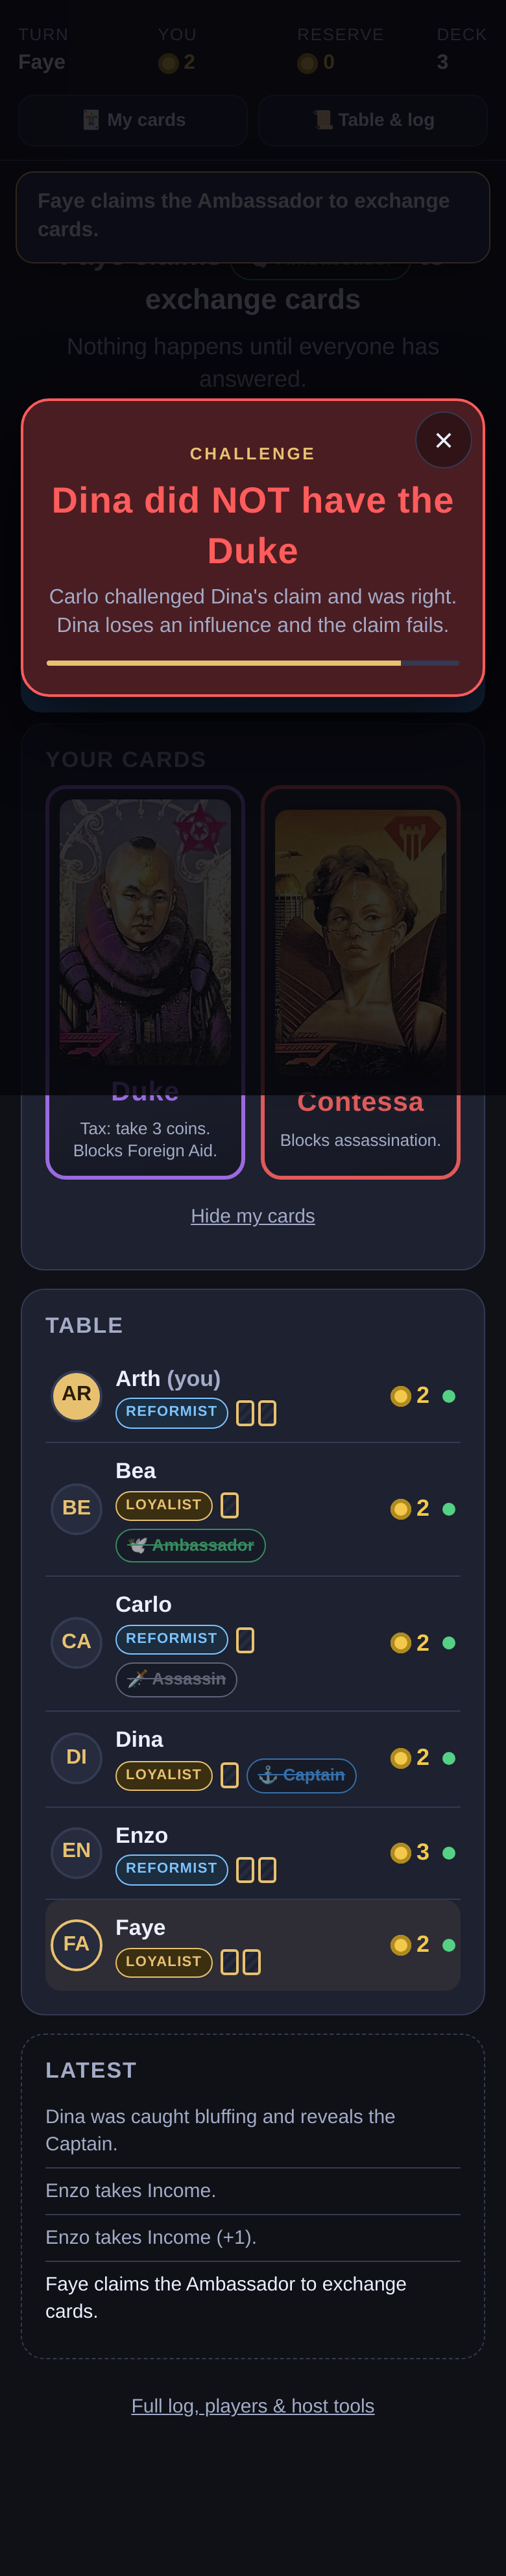 TURN YOU RESERVE DECK
Faye 2 0 3
🃏 My cards 📜 Table & log
Faye claims the Ambassador to exchange
cards.
exchange cards
Nothing happens until everyone has
answered.
CHALLENGE
×
Dina did NOT have the
Duke
Carlo challenged Dina's claim and was right.
Dina loses an influence and the claim fails.
YOUR CARDS
Duke
Tax: take 3 coins.
Blocks Foreign Aid.
Contessa
Blocks assassination.
Hide my cards
TABLE
AR
Arth (you)
REFORMIST
2
BE
Bea
LOYALIST
🕊️ Ambassador
2
CA
Carlo
REFORMIST
🗡️ Assassin
2
DI
Dina
LOYALIST
⚓ Captain
2
EN
Enzo
REFORMIST
3
FA
Faye
LOYALIST
2
LATEST
Dina was caught bluffing and reveals the
Captain.
Enzo takes Income.
Enzo takes Income (+1).
Faye claims the Ambassador to exchange
cards.
Full log, players & host tools